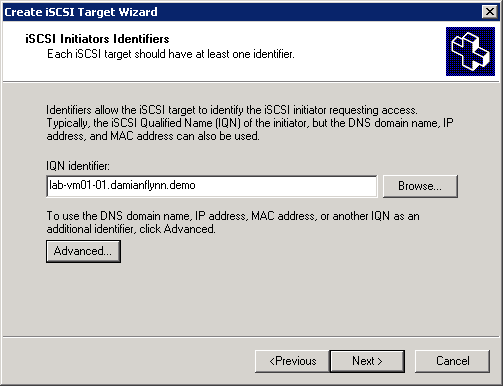 Create iSCSI Target Wizard
iSCSI Initiators Identifiers
Each iSCSI target should have at least one identifier.
Identifiers allow the iSCSI target to identify the iSCSI initiator requesting access.
Typically, the iSCSI Qualified Name (IQN) of the initiator, but the DNS domain name, IP
address, and MAC address can also be used.
IQN identifier:
lab-vm01-01.damianflynn.demo
Browse...
To use the DNS domain name, IP address, MAC address, or another IQN as an
additional identifier, click Advanced.
Advanced...
<Previous
Next >
Cancel